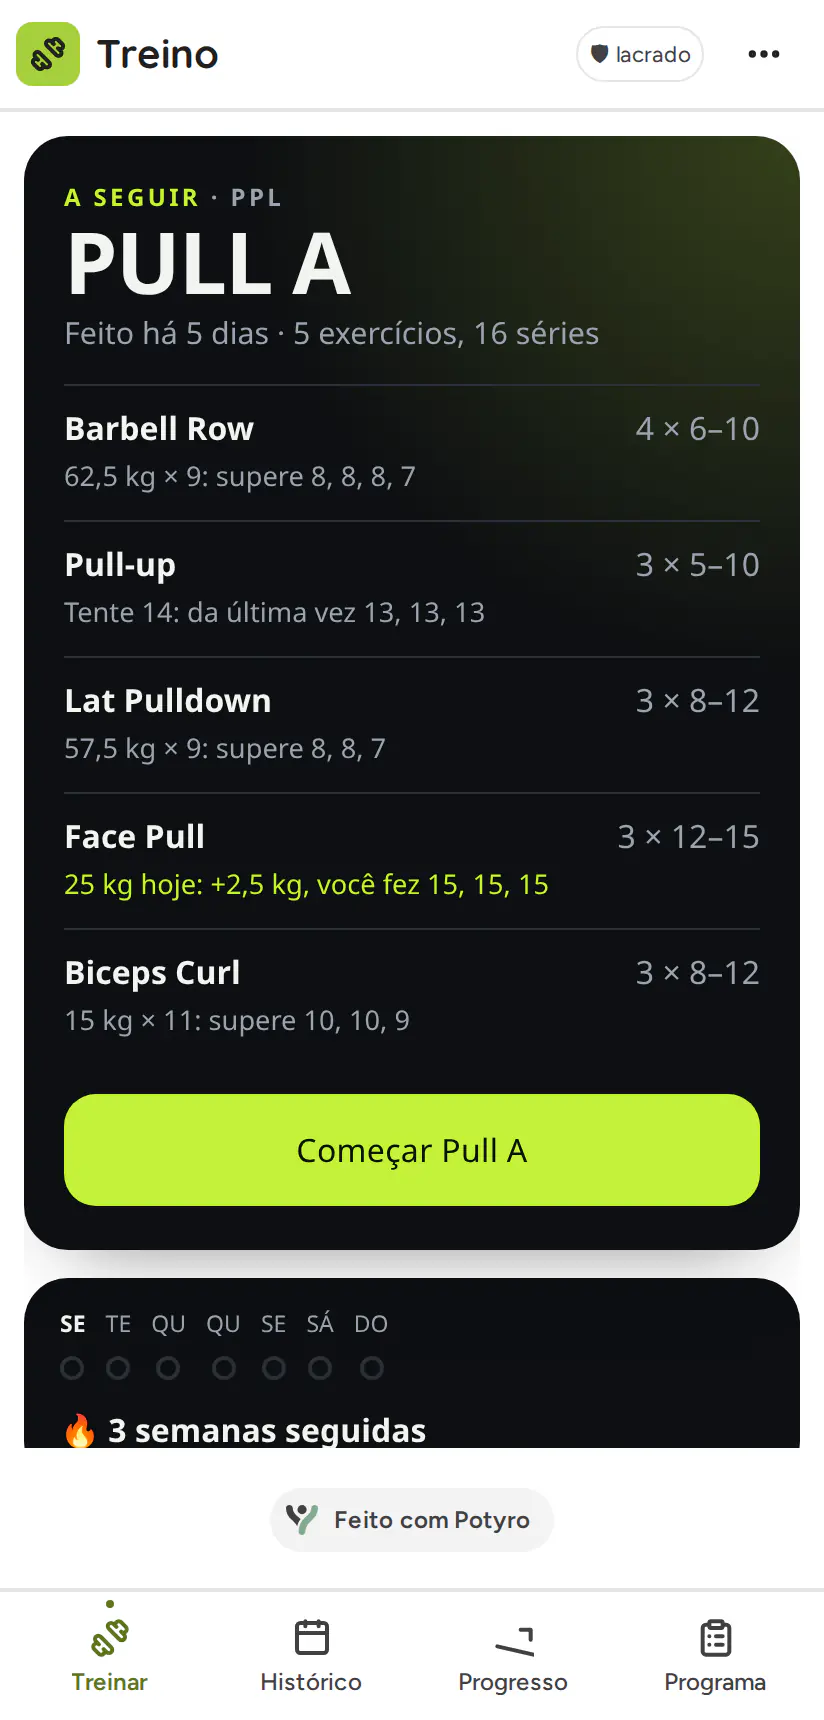 Treino
lacrado
A SEGUIR · PPL
PULL A
Feito há 5 dias · 5 exercícios, 16 séries
Barbell Row 4 × 6–10
62,5 kg × 9: supere 8, 8, 8, 7
Pull-up 3 × 5–10
Tente 14: da última vez 13, 13, 13
Lat Pulldown 3 × 8–12
57,5 kg × 9: supere 8, 8, 7
Face Pull 3 × 12–15
25 kg hoje: +2,5 kg, você fez 15, 15, 15
Biceps Curl 3 × 8–12
15 kg × 11: supere 10, 10, 9
Começar Pull A
SE TE QU QU SE SÁ DO
🔥 3 semanas seguidas
Feito com Potyro
Treinar Histórico Progresso Programa